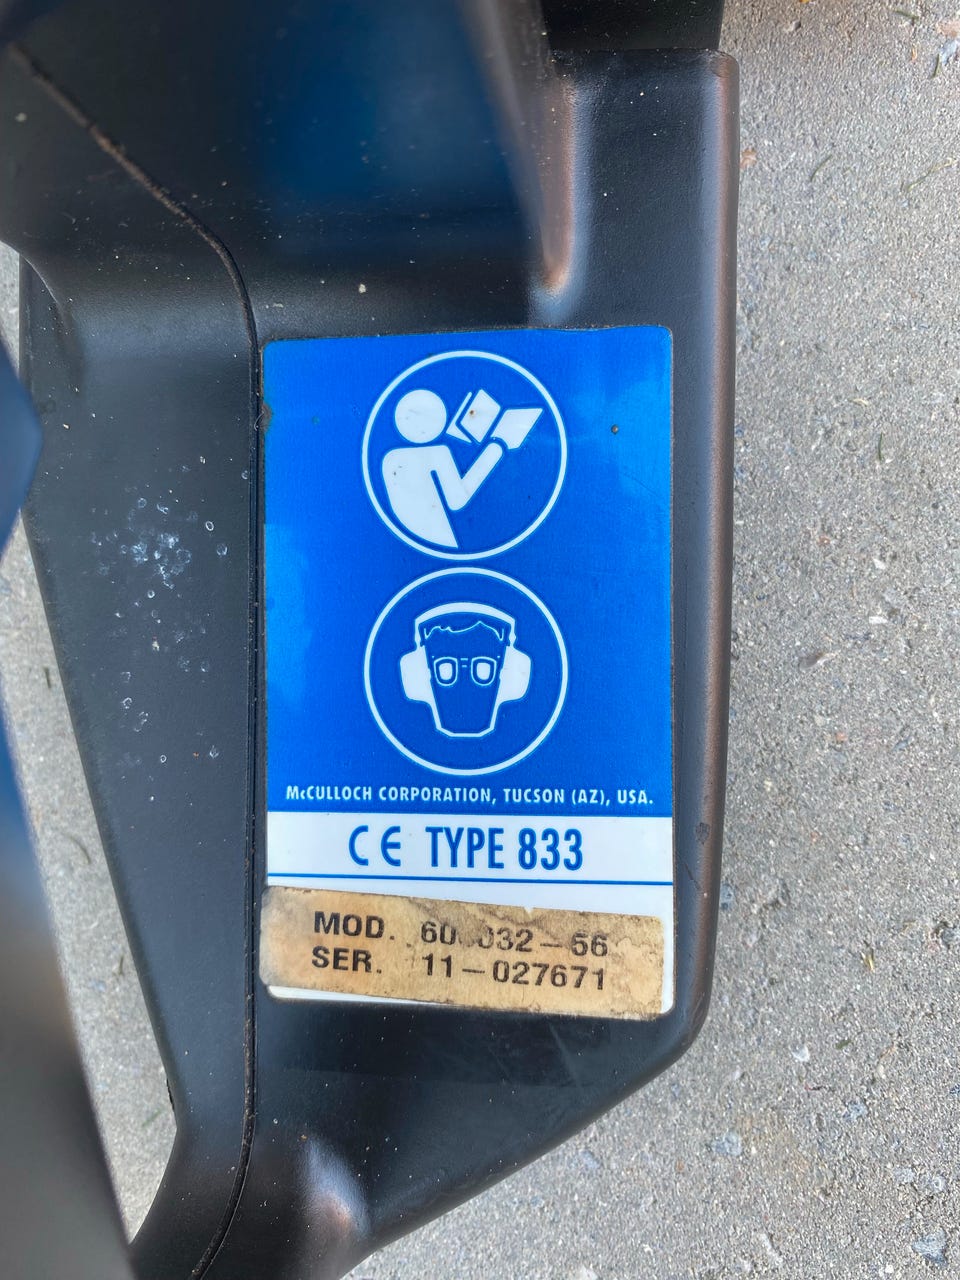 McCULLOCH CORPORATION, TUCSON (AZ), USA.
CE TYPE 833
MOD.
SER. 11-027671